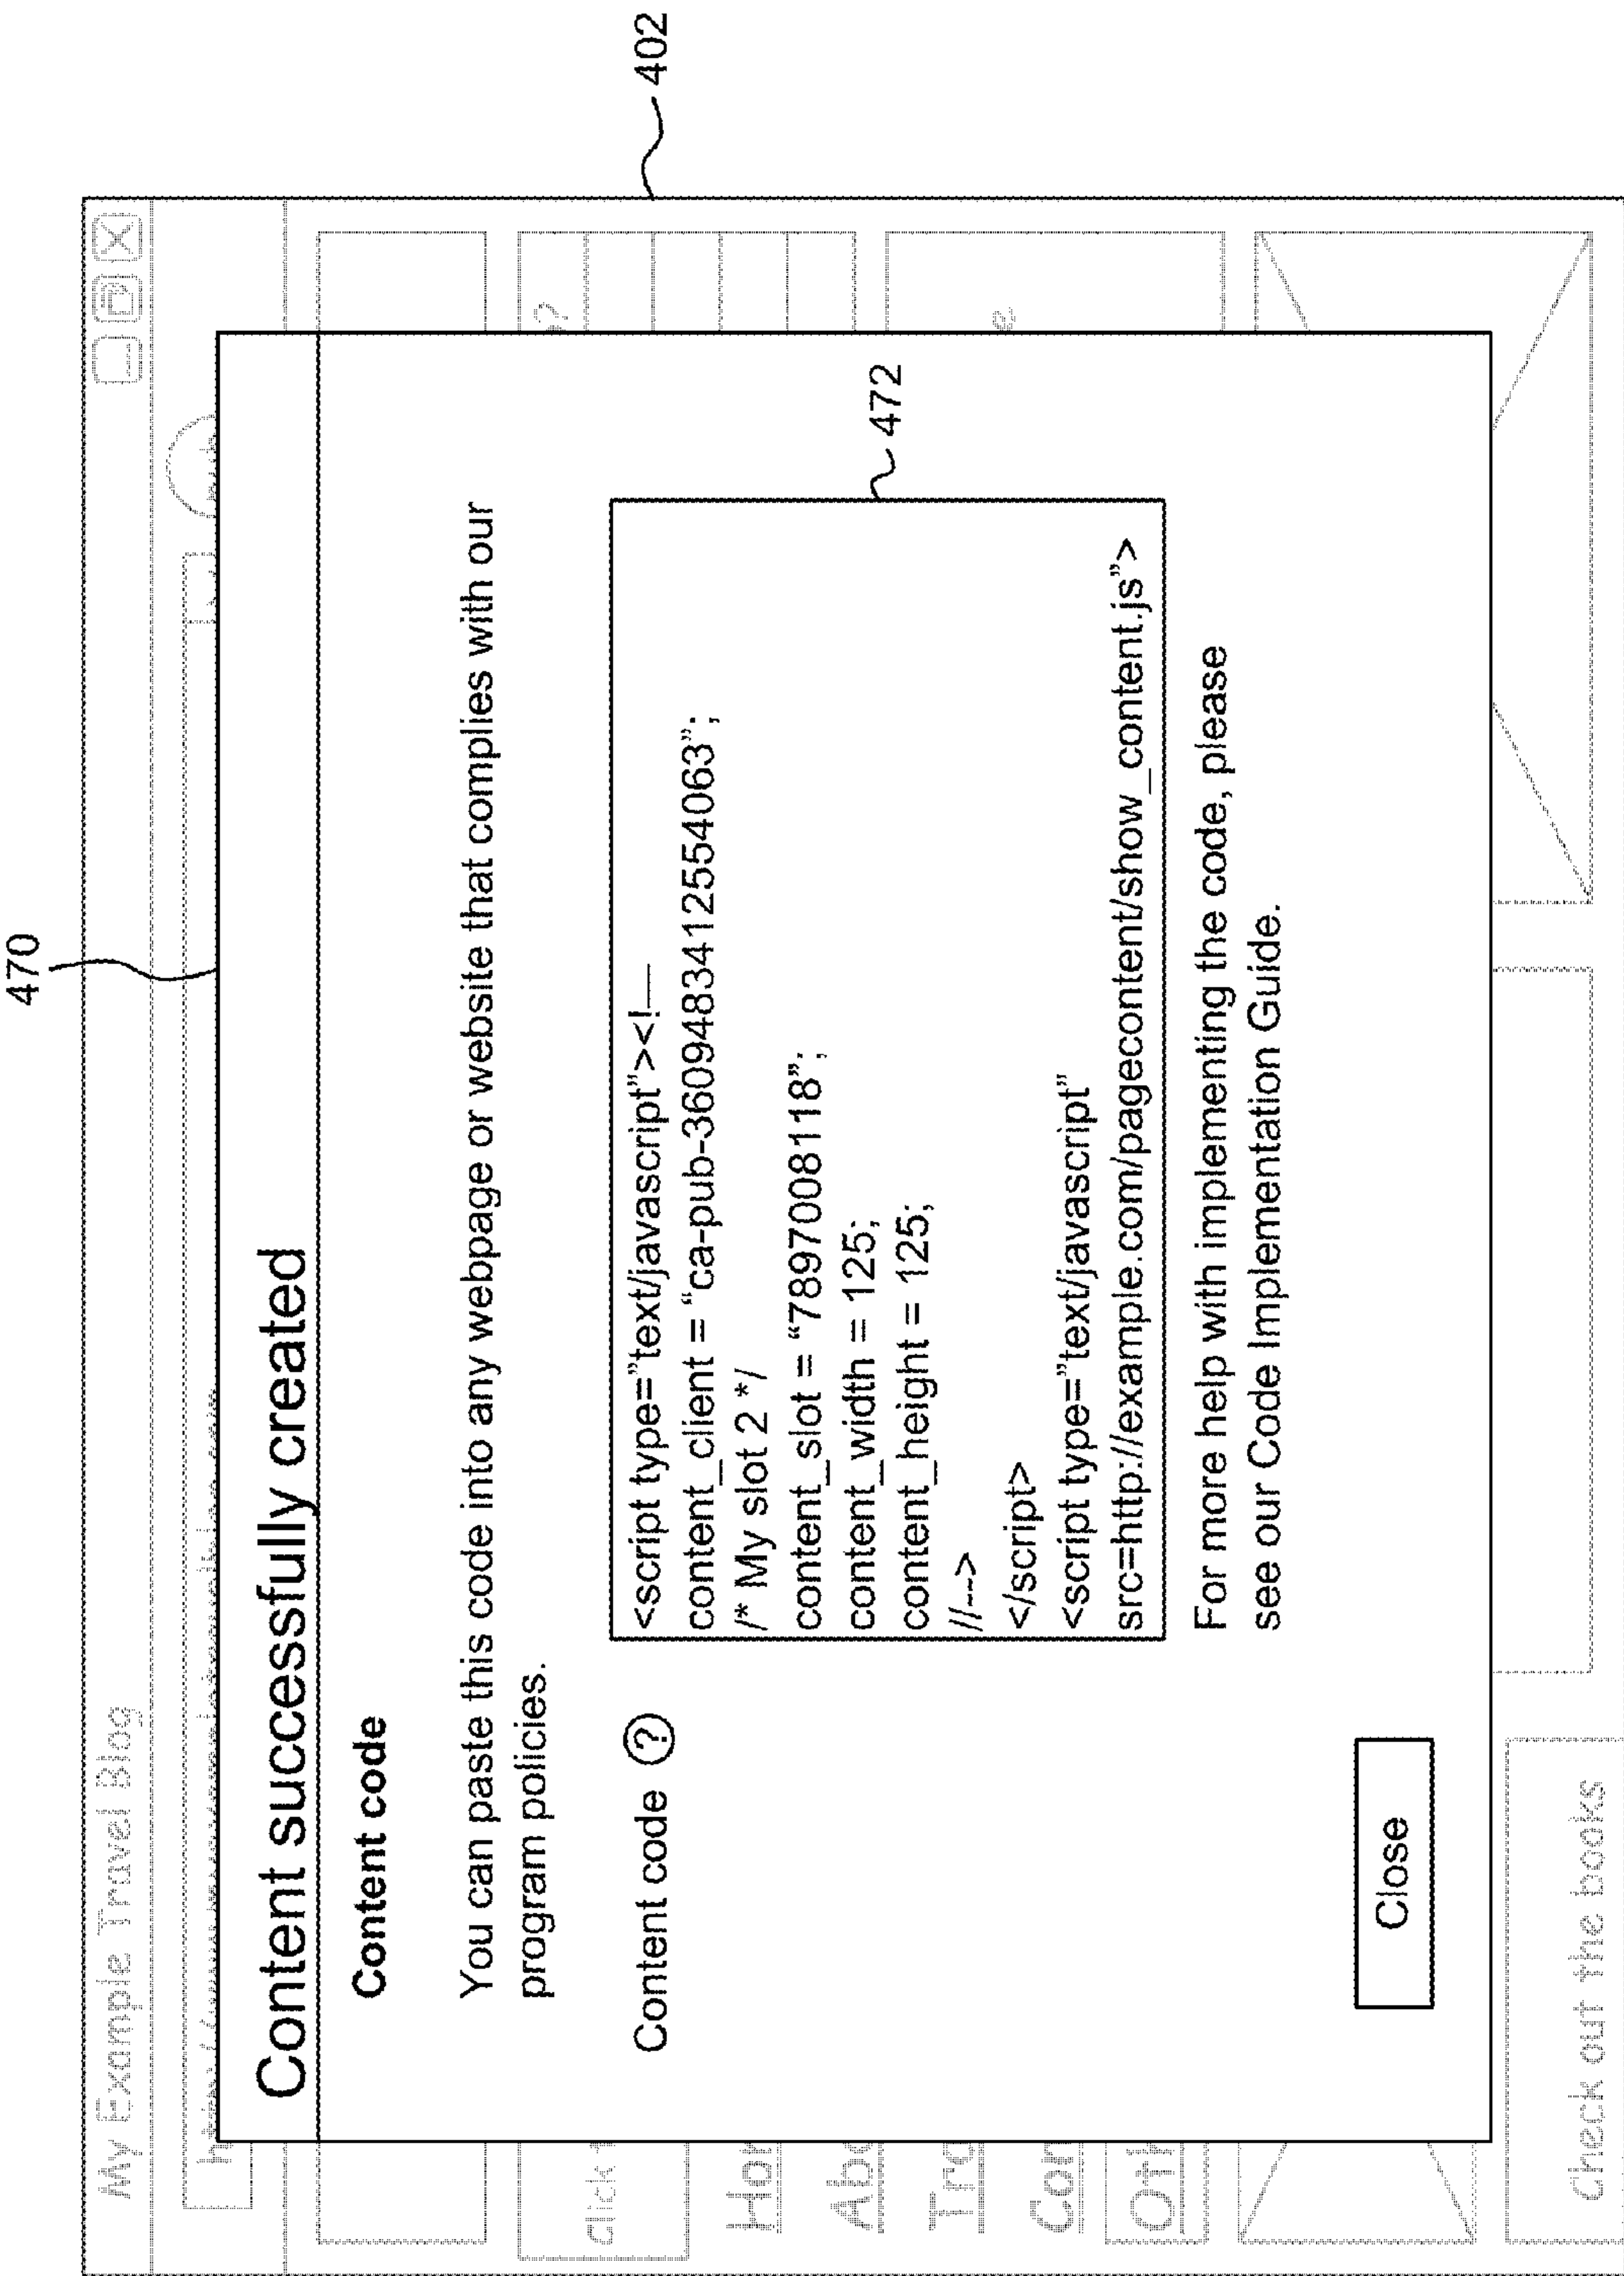 470
402
My Example Travel Blog
Content successfully created
Content code
You can paste this code into any webpage or website that complies with our
program policies.
Content code ?
472
<script type=”text/javascript”><!—
content_client = “ca-pub-3609483412554063”;
/* My slot 2 */
content_slot = “7897008118”;
content_width = 125;
content_height = 125;
//-->
</script>
<script type=”text/javascript”
src=http://example.com/pagecontent/show_content.js”>
For more help with implementing the code, please
see our Code Implementation Guide.
Close
Click
Check out the books